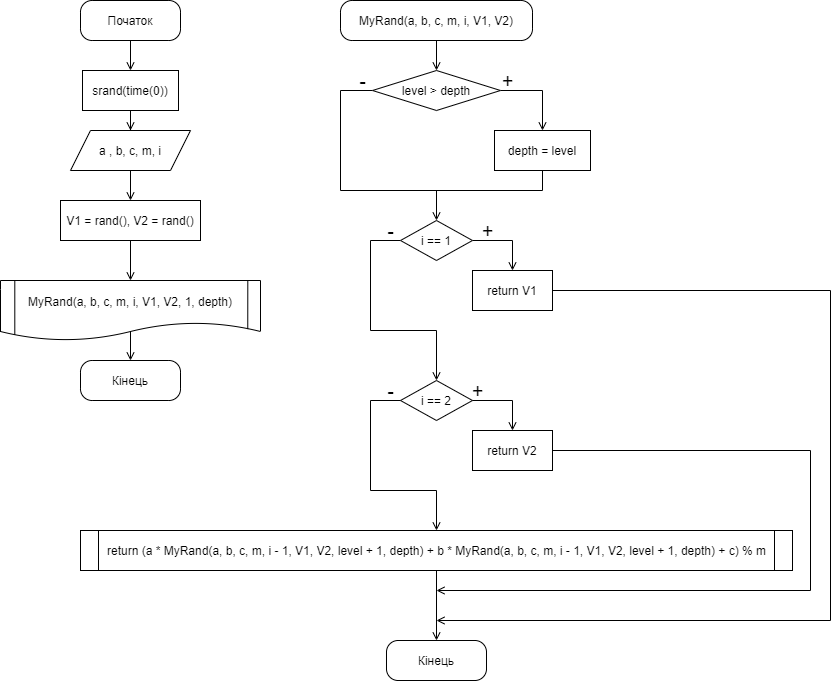 Початок
srand(time(0))
a , b, c, m, i
V1 = rand(), V2 = rand()
MyRand(a, b, c, m, i, V1, V2, 1, depth)
Кінець
MyRand(a, b, c, m, i, V1, V2)
- level > depth +
depth = level
- i == 1 +
return V1
- i == 2 +
return V2
return (a * MyRand(a, b, c, m, i - 1, V1, V2, level + 1, depth) + b * MyRand(a, b, c, m, i - 1, V1, V2, level + 1, depth) + c) % m
Кінець